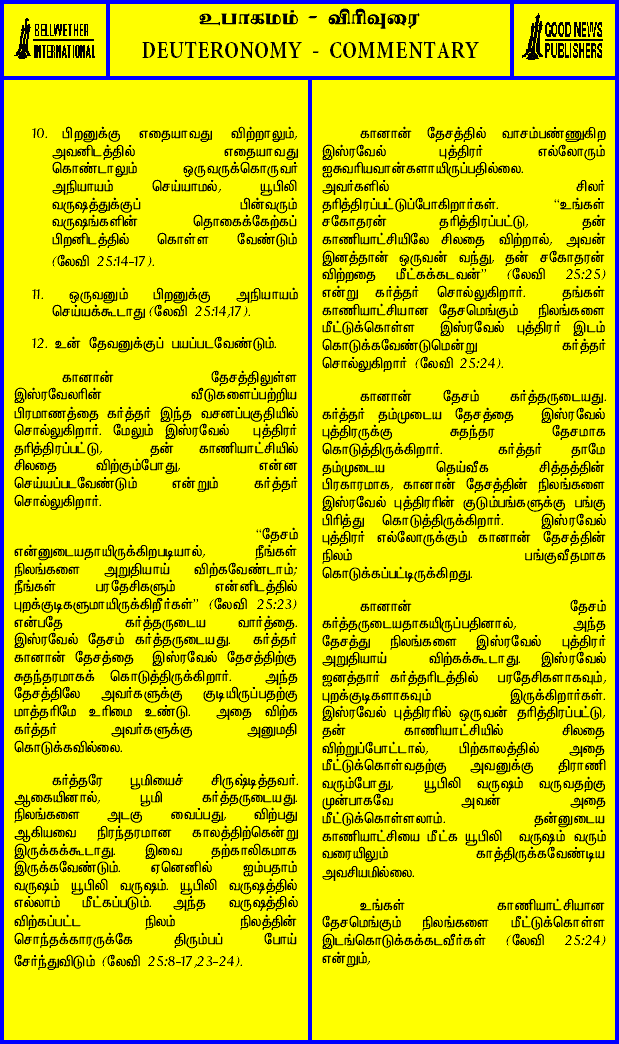 BELLWETHER
INTERNATIONAL
உபாகமம் - விரிவுரை
DEUTERONOMY - COMMENTARY
GOOD NEWS
PUBLISHERS
10. பிறனுக்கு எதையாவது விற்றாலும்,
அவனிடத்தில் எதையாவது
கொண்டாலும் ஒருவருக்கொருவர்
அநியாயம் செய்யாமல், யூபிலி
வருஷத்துக்குப் பின்வரும்
வருஷங்களின் தொகைக்கேற்கப்
பிறனிடத்தில் கொள்ள வேண்டும்
(லேவி 25:14-17).
11. ஒருவனும் பிறனுக்கு அநியாயம்
செய்யக்கூடாது (லேவி 25:14,17).
12. உன் தேவனுக்குப் பயப்படவேண்டும்.
கானான் தேசத்திலுள்ள
இஸ்ரவேலரின் வீடுகளைப்பற்றிய
பிரமாணத்தை கர்த்தர் இந்த வசனப்பகுதியில்
சொல்லுகிறார். மேலும் இஸ்ரவேல் புத்திரர்
தரித்திரப்பட்டு, தன் காணியாட்சியில்
சிலதை விற்கும்போது, என்ன
செய்யப்படவேண்டும் என்றும் கர்த்தர்
சொல்லுகிறார்.
“தேசம்
என்னுடையதாயிருக்கிறபடியால், நீங்கள்
நிலங்களை அறுதியாய் விற்கவேண்டாம்;
நீங்கள் பரதேசிகளும் என்னிடத்தில்
புறக்குடிகளுமாயிருக்கிறீர்கள்” (லேவி 25:23)
என்பதே கர்த்தருடைய வார்த்தை.
இஸ்ரவேல் தேசம் கர்த்தருடையது. கர்த்தர்
கானான் தேசத்தை இஸ்ரவேல் தேசத்திற்கு
சுதந்தரமாகக் கொடுத்திருக்கிறார். அந்த
தேசத்திலே அவர்களுக்கு குடியிருப்பதற்கு
மாத்தரிமே உரிமை உண்டு. அதை விற்க
கர்த்தர் அவர்களுக்கு அனுமதி
கொடுக்கவில்லை.
கர்த்தரே பூமியைச் சிருஷ்டித்தவர்.
ஆகையினால், பூமி கர்த்தருடையது.
நிலங்களை அடகு வைப்பது, விற்பது
ஆகியவை நிரந்தரமான காலத்திற்கென்று
இருக்கக்கூடாது. இவை தற்காலிகமாக
இருக்கவேண்டும். ஏனெனில் ஐம்பதாம்
வருஷம் யூபிலி வருஷம். யூபிலி வருஷத்தில்
எல்லாம் மீட்கப்படும். அந்த வருஷத்தில்
விற்கப்பட்ட நிலம் நிலத்தின்
சொந்தக்காரருக்கே திரும்பப் போய்
சேர்ந்துவிடும் (லேவி 25:8-17,23-24).
கானான் தேசத்தில் வாசம்பண்ணுகிற
இஸ்ரவேல் புத்திரர் எல்லோரும்
ஐசுவரியவான்களாயிருப்பதில்லை.
அவர்களில் சிலர்
தரித்திரப்பட்டுப்போகிறார்கள். “உங்கள்
சகோதரன் தரித்திரப்பட்டு, தன்
காணியாட்சியிலே சிலதை விற்றால், அவன்
இனத்தான் ஒருவன் வந்து, தன் சகோதரன்
விற்றதை மீட்கக்கடவன்” (லேவி 25:25)
என்று கர்த்தர் சொல்லுகிறார். தங்கள்
காணியாட்சியான தேசமெங்கும் நிலங்களை
மீட்டுக்கொள்ள இஸ்ரவேல் புத்திரர் இடம்
கொடுக்கவேண்டுமென்று கர்த்தர்
சொல்லுகிறார் (லேவி 25:24).
கானான் தேசம் கர்த்தருடையது.
கர்த்தர் தம்முடைய தேசத்தை இஸ்ரவேல்
புத்திரருக்கு சுதந்தர தேசமாக
கொடுத்திருக்கிறார். கர்த்தர் தாமே
தம்முடைய தெய்வீக சித்தத்தின்
பிரகாரமாக, கானான் தேசத்தின் நிலங்களை
இஸ்ரவேல் புத்திரரின் குடும்பங்களுக்கு பங்கு
பிரித்து கொடுத்திருக்கிறார். இஸ்ரவேல்
புத்திரர் எல்லோருக்கும் கானான் தேசத்தின்
நிலம் பங்குவீதமாக
கொடுக்கப்பட்டிருக்கிறது.
கானான் தேசம்
கர்த்தருடையதாகயிருப்பதினால், அந்த
தேசத்து நிலங்களை இஸ்ரவேல் புத்திரர்
அறுதியாய் விற்கக்கூடாது. இஸ்ரவேல்
ஜனத்தார் கர்த்தரிடத்தில் பரதேசிகளாகவும்,
புறக்குடிகளாகவும் இருக்கிறார்கள்.
இஸ்ரவேல் புத்திரரில் ஒருவன் தரித்திரப்பட்டு,
தன் காணியாட்சியில் சிலதை
விற்றுப்போட்டால், பிற்காலத்தில் அதை
மீட்டுக்கொள்வதற்கு அவனுக்கு திராணி
வரும்போது, யூபிலி வருஷம் வருவதற்கு
முன்பாகவே அவன் அதை
மீட்டுக்கொள்ளலாம். தன்னுடைய
காணியாட்சியை மீட்க யூபிலி வருஷம் வரும்
வரையிலும் காத்திருக்கவேண்டிய
அவசியமில்லை.
உங்கள் காணியாட்சியான
தேசமெங்கும் நிலங்களை மீட்டுக்கொள்ள
இடங்கொடுக்கக்கடவீர்கள் (லேவி 25:24)
என்றும்,